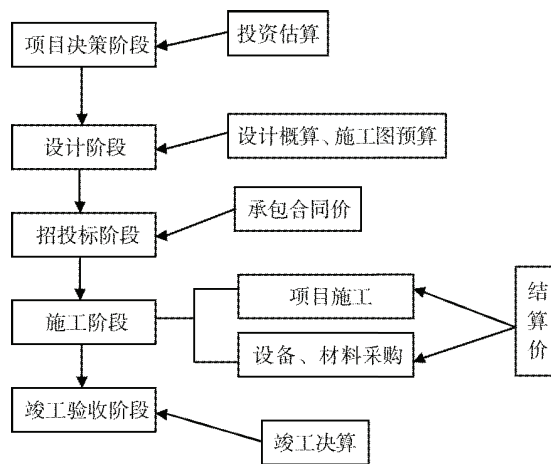 项目决策阶段
投资估算
设计阶段
设计概算、施工图预算
招投标阶段
承包合同价
施工阶段
项目施工
设备、材料采购
结算价
竣工验收阶段
竣工决算